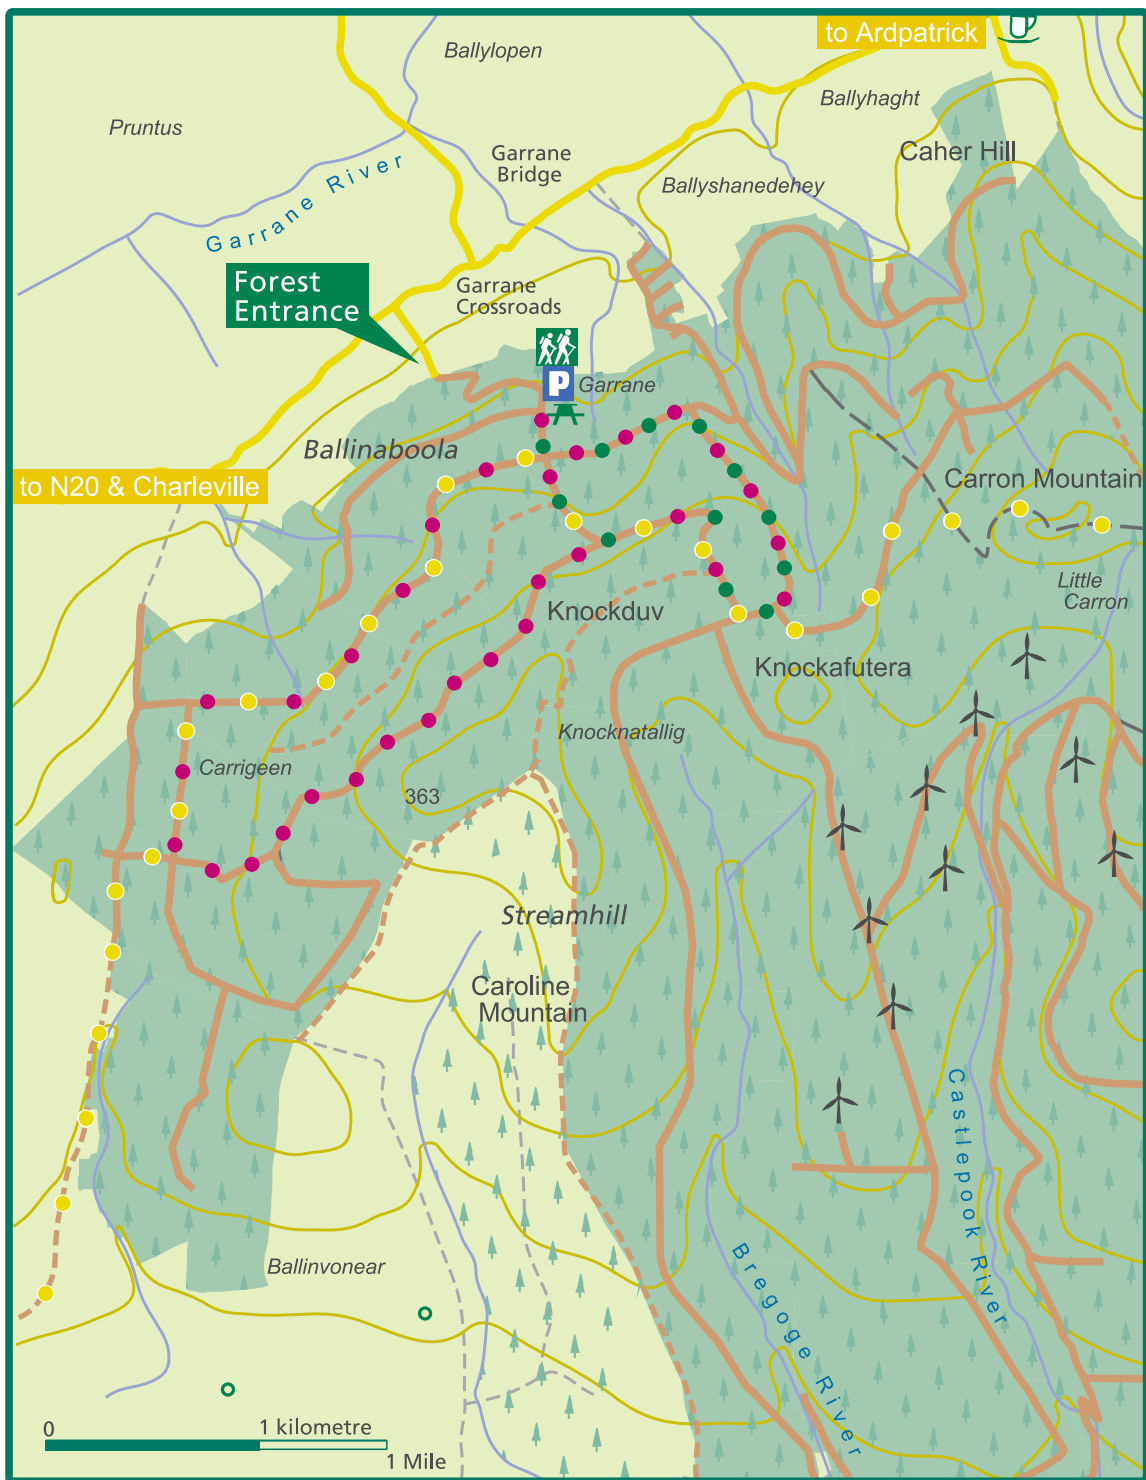 to Ardpatrick
Ballylopen
Ballyhaght
Pruntus
Caher Hill
Garrane
Bridge
Ballyshanedehey
Garrane River
Forest
Entrance
Garrane
Crossroads
P
Garrane
Ballinaboola
to N20 & Charleville
Carron Mountain
Little
Carron
Knockduv
Knockafutera
Knocknatallig
Carrigeen
363
Streamhill
Caroline
Mountain
Castlepook River
Ballinvonear
Bregoge River
0
1 kilometre
1 Mile